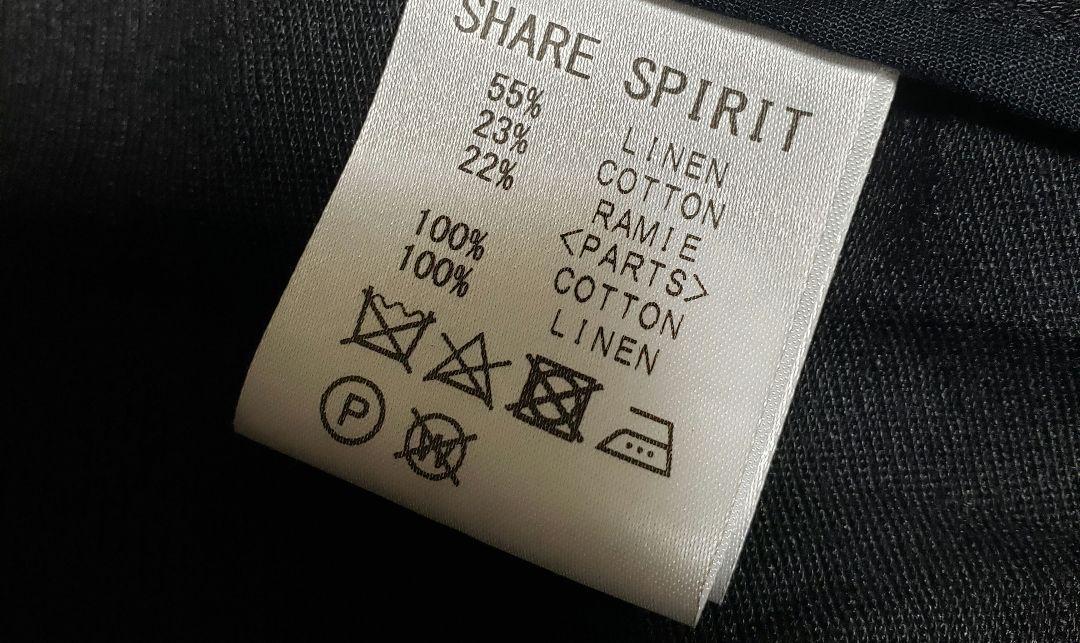 SHARE SPIRIT
55% LINEN
23% COTTON
22% RAMIE
<PARTS>
100% COTTON
100% LINEN
P W